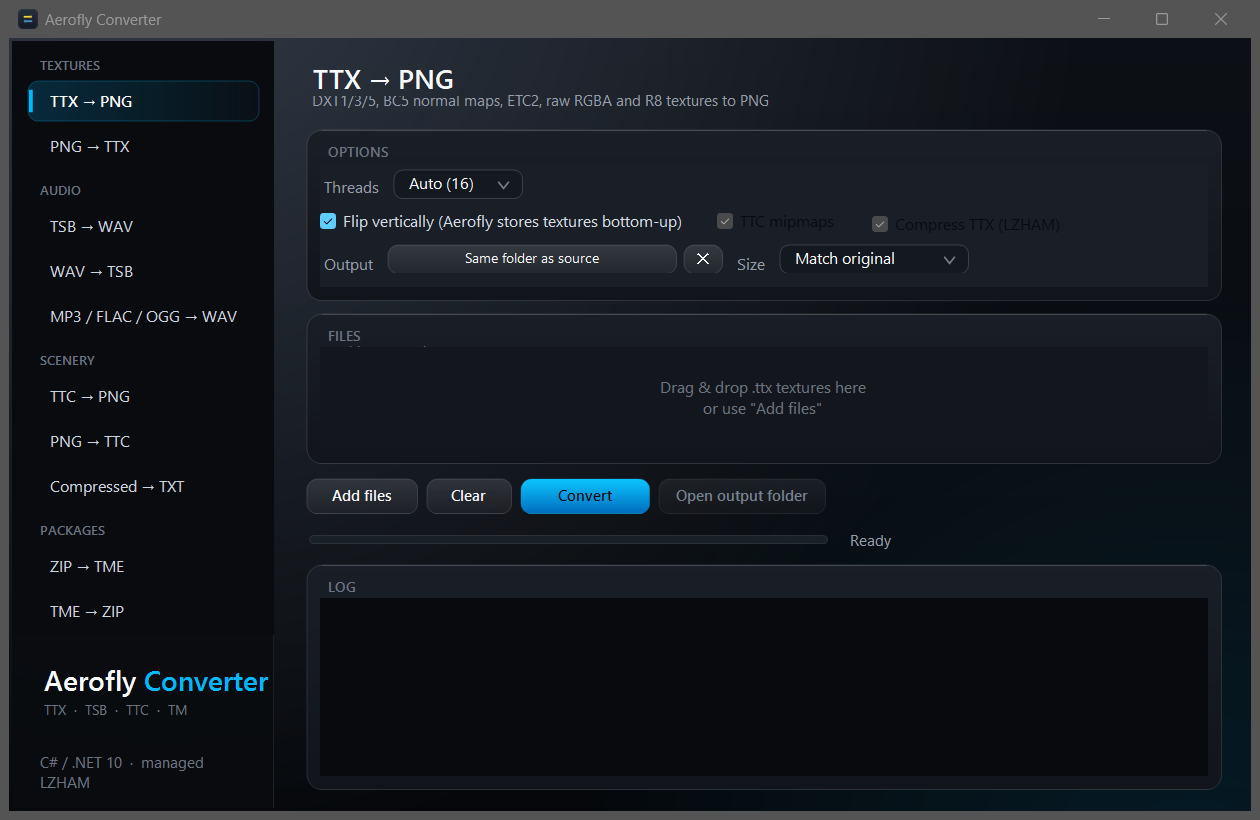 Aerofly Converter
TEXTURES
TTX → PNG
PNG → TTX
AUDIO
TSB → WAV
WAV → TSB
MP3 / FLAC / OGG → WAV
SCENERY
TTC → PNG
PNG → TTC
Compressed → TXT
PACKAGES
ZIP → TME
TME → ZIP
Aerofly Converter
TTX · TSB · TTC · TM
C# / .NET 10 · managed
LZHAM
TTX → PNG
DXT1/3/5, BC5 normal maps, ETC2, raw RGBA and R8 textures to PNG
OPTIONS
Threads Auto (16)
Flip vertically (Aerofly stores textures bottom-up) TTC mipmaps Compress TTX (LZHAM)
Output Same folder as source Size Match original
FILES
Drag & drop .ttx textures here
or use "Add files"
Add files Clear Convert Open output folder
Ready
LOG